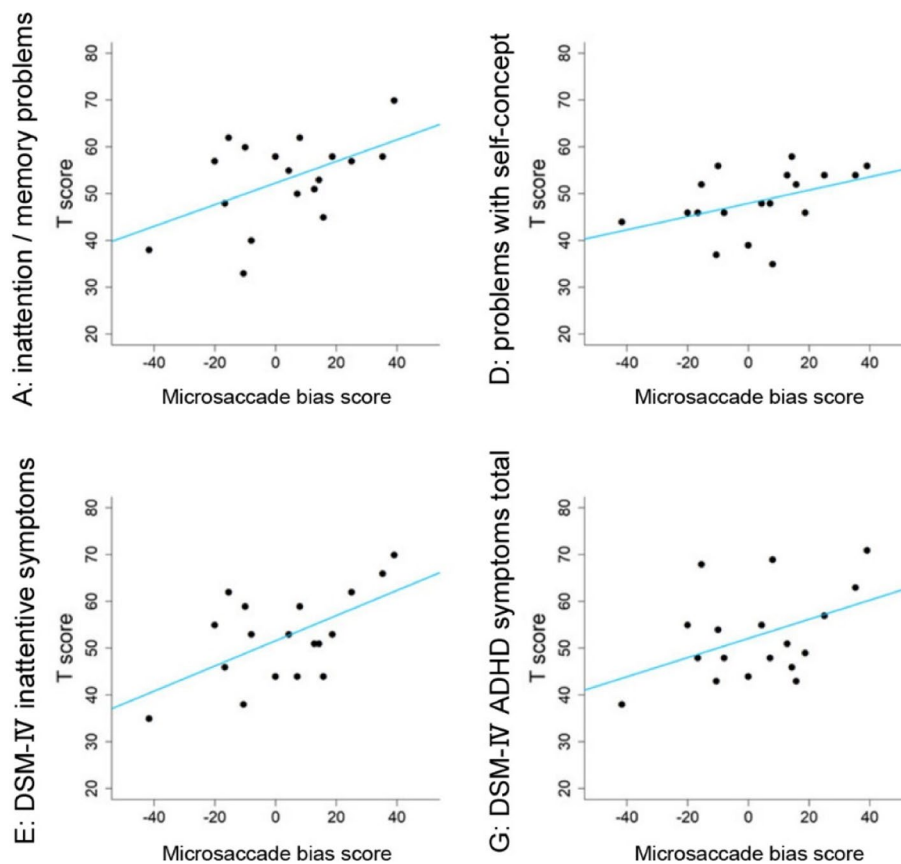 A: inattention / memory problems
T score
80
70
60
50
40
30
20
-40 -20 0 20 40
Microsaccade bias score
D: problems with self-concept
T score
80
70
60
50
40
30
20
-40 -20 0 20 40
Microsaccade bias score
E: DSM-IV inattentive symptoms
T score
80
70
60
50
40
30
20
-40 -20 0 20 40
Microsaccade bias score
G: DSM-IV ADHD symptoms total
T score
80
70
60
50
40
30
20
-40 -20 0 20 40
Microsaccade bias score